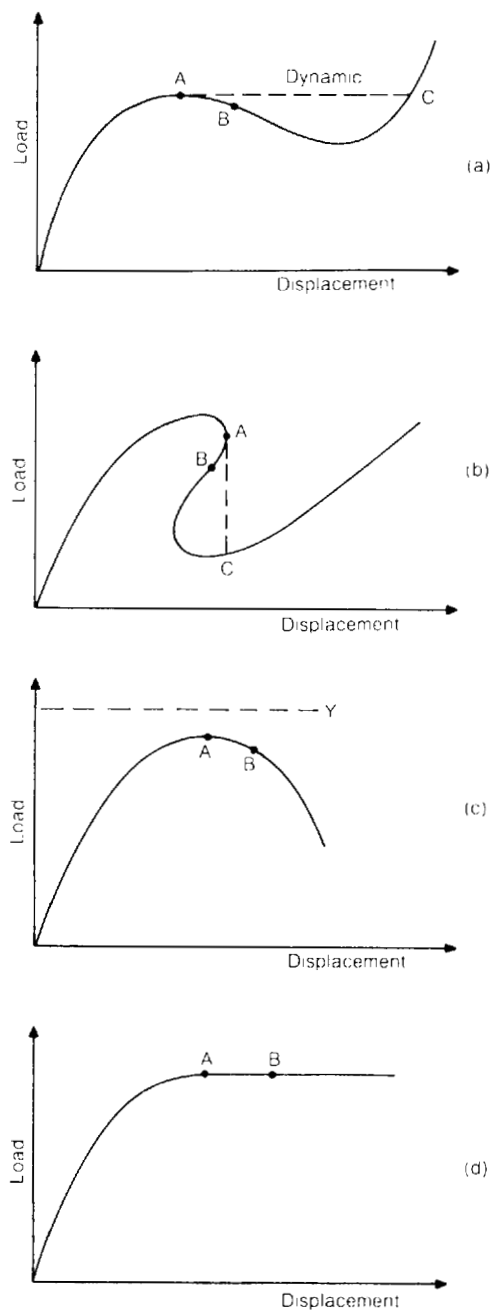 A
Dynamic
B
C
Load
(a)
Displacement
A
B
(b)
Load
C
Displacement
Y
A
B
(c)
Load
Displacement
A
B
Load
(d)
Displacement